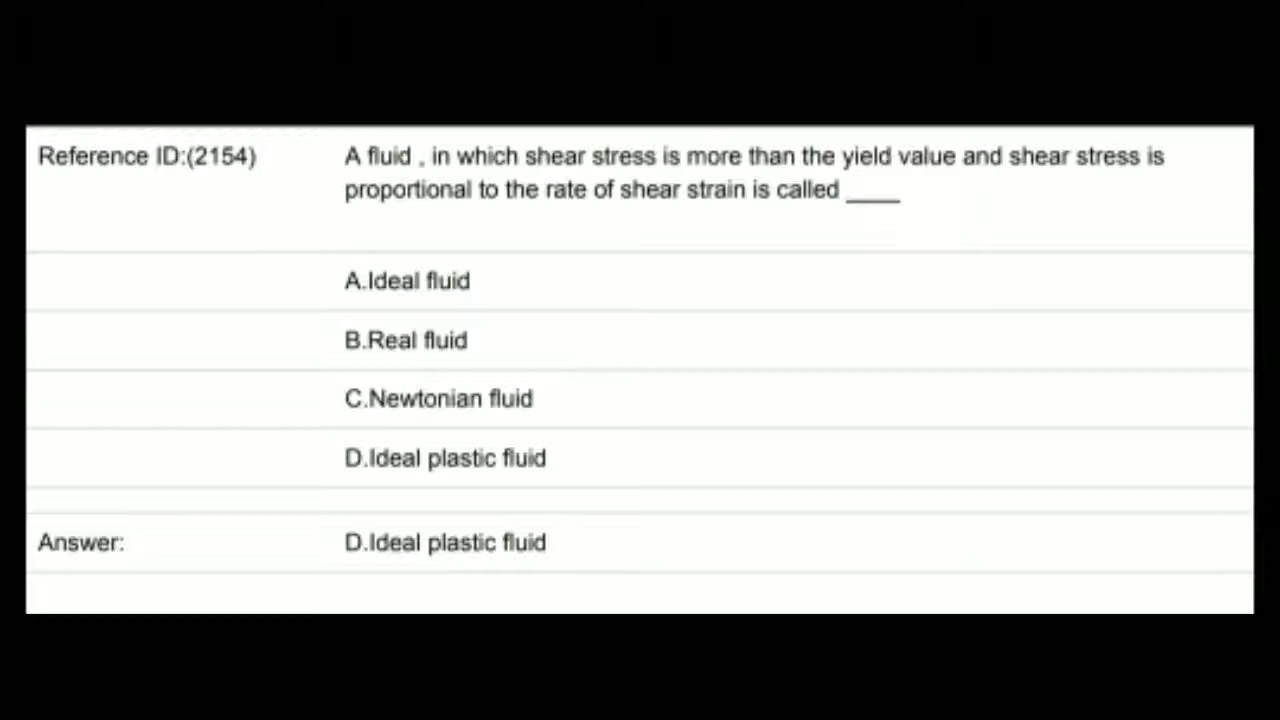 Reference ID:(2154)
A fluid , in which shear stress is more than the yield value and shear stress is
proportional to the rate of shear strain is called ____
A.Ideal fluid
B.Real fluid
C.Newtonian fluid
D.Ideal plastic fluid
Answer:
D.Ideal plastic fluid